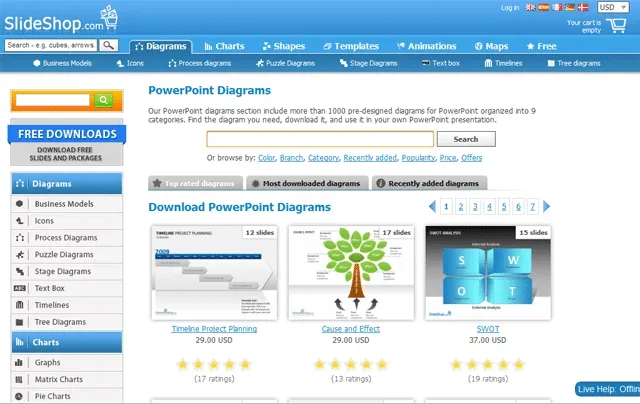 Log in
USD
SlideShop.com
Your cart is
empty
Search - e.g. cubes, arrows.
Diagrams
Charts
Shapes
Templates
Animations
Maps
Free
Business Models
Icons
Process diagrams
Puzzle Diagrams
Stage Diagrams
Text box
Timelines
Tree diagrams
FREE DOWNLOADS
DOWNLOAD FREE
SLIDES AND PACKAGES
Diagrams
Business Models
Icons
Process Diagrams
Puzzle Diagrams
Stage Diagrams
ABC Text Box
Timelines
Tree Diagrams
Charts
Graphs
Matrix Charts
Pie Charts
PowerPoint Diagrams
Our PowerPoint diagrams section include more than 1000 pre-designed diagrams for PowerPoint organized into 9
categories. Find the diagram you need, download it, and use it in your own PowerPoint presentation.
Search
Or browse by: Color, Branch, Category, Recently added, Popularity, Price, Offers
Top rated diagrams
Most downloaded diagrams
Recently added diagrams
Download PowerPoint Diagrams
1 2 3 4 5 6 7
TIMELINE PROJECT PLANNING
12 slides
2009
Timeline Project Planning
29.00 USD
(17 ratings)
CAUSE & EFFECT
17 slides
Cause and Effect
29.00 USD
(13 ratings)
SWOT ANALYSIS
15 slides
Internal Analysis
S W
O T
External Analysis
SWOT
37.00 USD
(19 ratings)
Live Help: Offlin